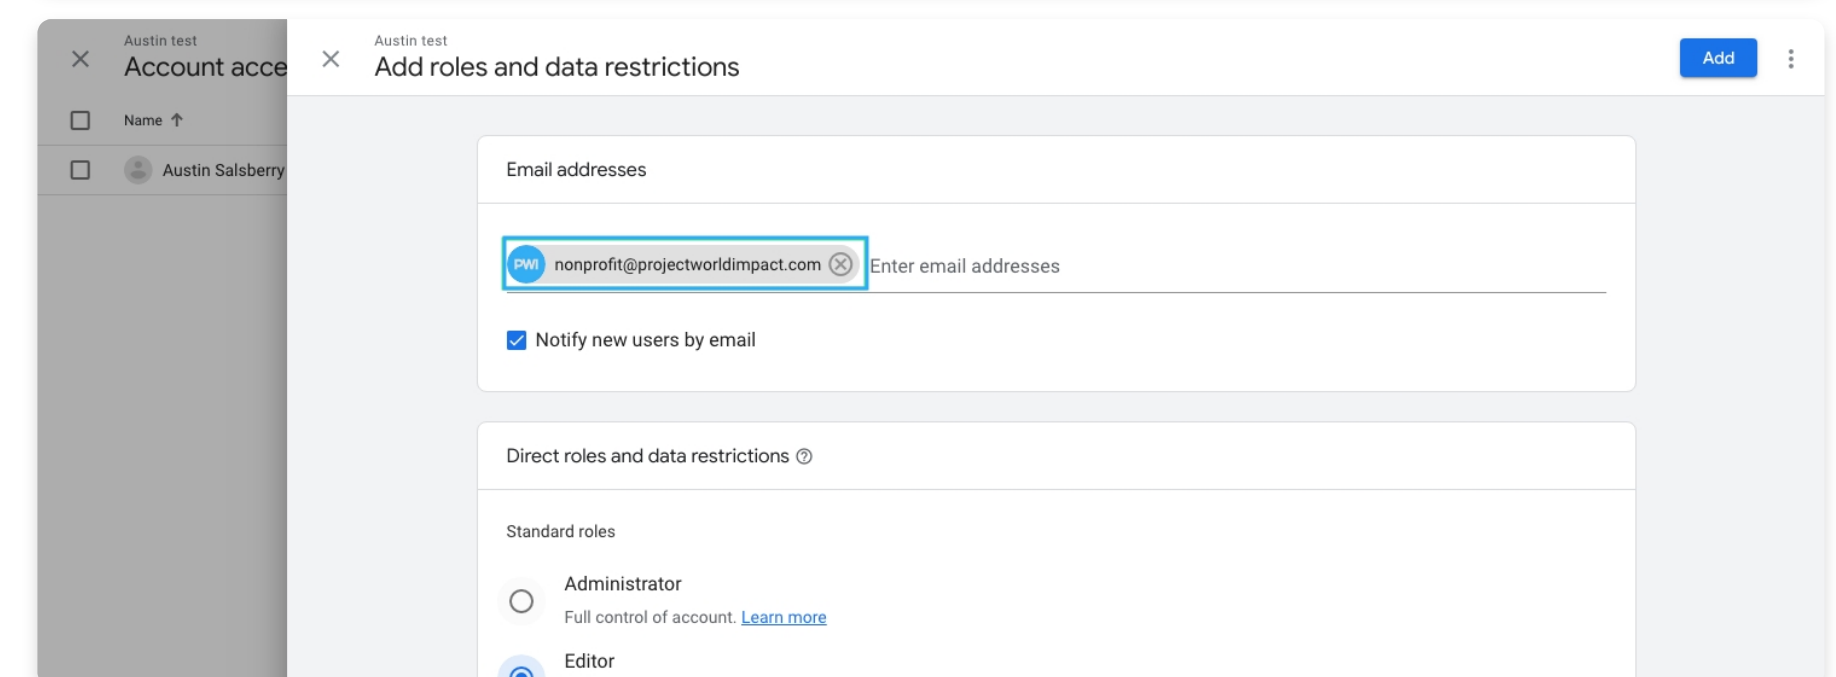 Austin test
Account acce
Name
Austin Salsberry
Austin test
Add roles and data restrictions
Add
Email addresses
PWI nonprofit@projectworldimpact.com Enter email addresses
Notify new users by email
Direct roles and data restrictions
Standard roles
Administrator
Full control of account. Learn more
Editor